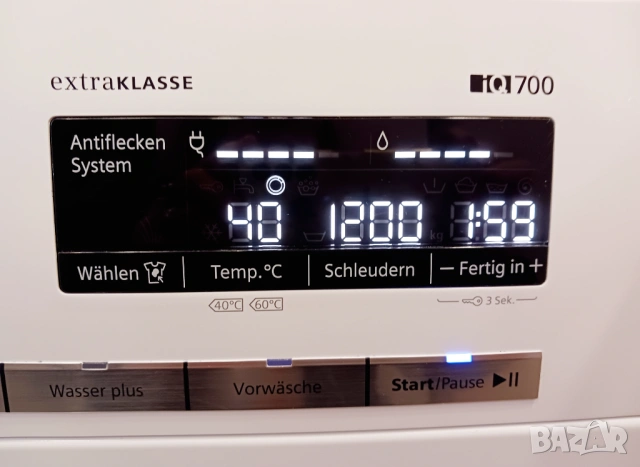 extraKLASSE
iQ700
Antiflecken
System
40 1200 1:59
Wählen Temp.°C Schleudern − Fertig in +
40°C 60°C 3 Sek.
Wasser plus Vorwäsche Start/Pause
BAZAR.bg